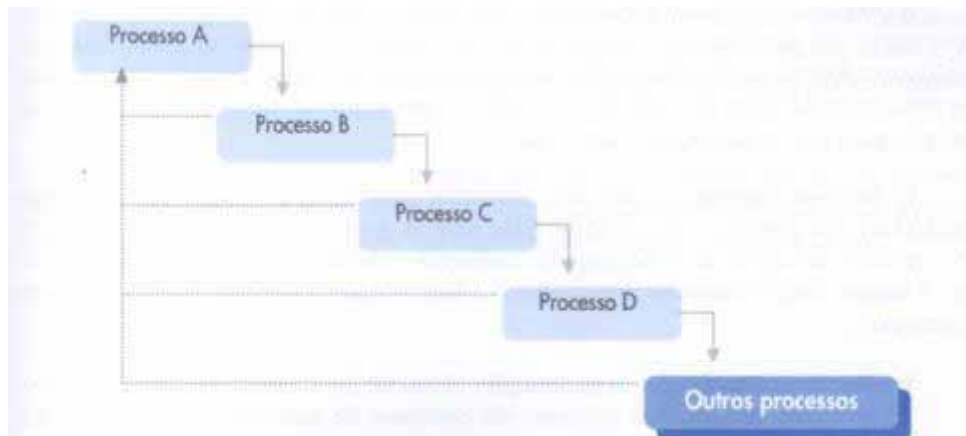 Processo A
Processo B
Processo C
Processo D
Outros processos